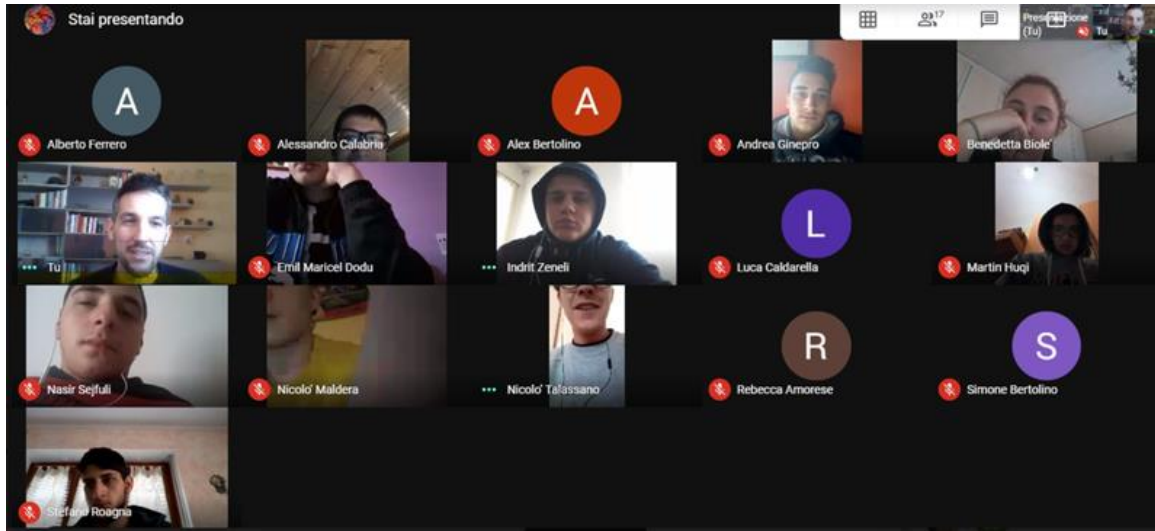 Stai presentando
17
Presentazione
(Tu)
Tu
A
Alberto Ferrero
Alessandro Calabria
A
Alex Bertolino
Andrea Ginepro
Benedetta Biole'
Tu
Emil Maricel Dodu
Indrit Zeneli
L
Luca Caldarella
Martin Huqi
Nasir Sejfuli
Nicolo' Maldera
Nicolo' Talassano
R
Rebecca Amorese
S
Simone Bertolino
Stefano Roagna